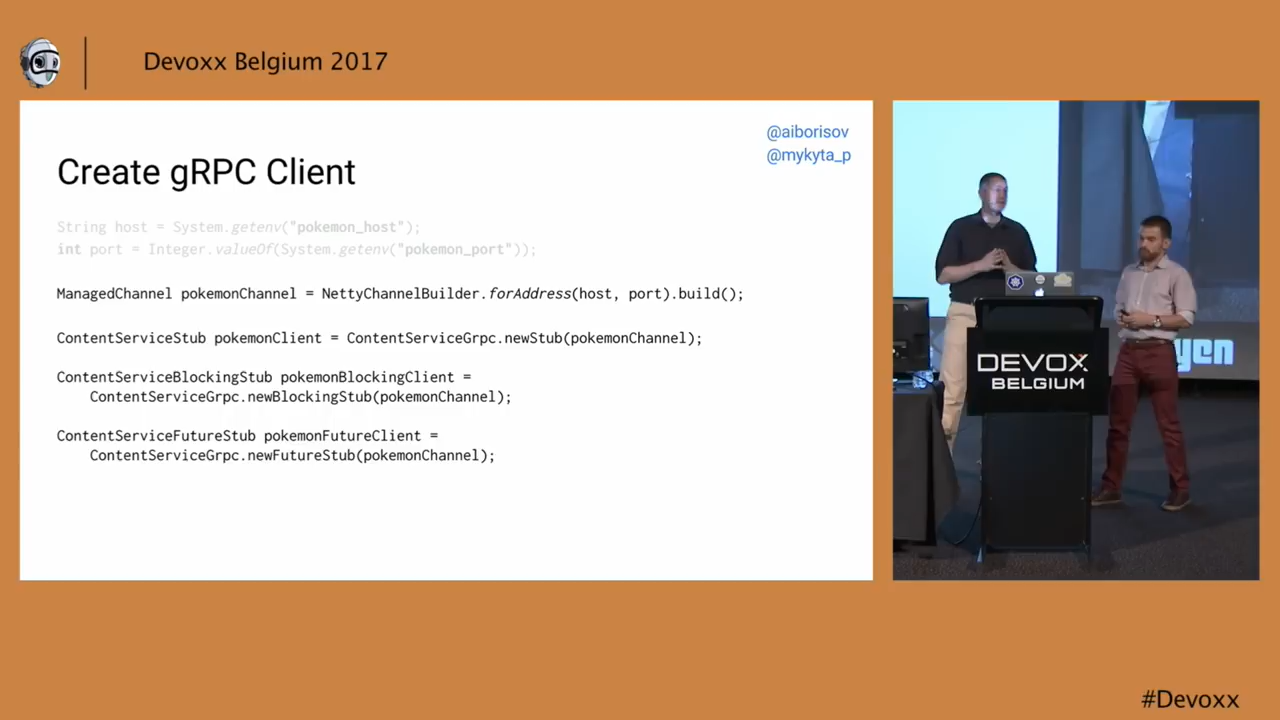 Devoxx Belgium 2017
@aiborisov
@mykyta_p
Create gRPC Client
String host = System.getenv("pokemon_host");
int port = Integer.valueOf(System.getenv("pokemon_port"));
ManagedChannel pokemonChannel = NettyChannelBuilder.forAddress(host, port).build();
ContentServiceStub pokemonClient = ContentServiceGrpc.newStub(pokemonChannel);
ContentServiceBlockingStub pokemonBlockingClient =
ContentServiceGrpc.newBlockingStub(pokemonChannel);
ContentServiceFutureStub pokemonFutureClient =
ContentServiceGrpc.newFutureStub(pokemonChannel);
DEVOXX
BELGIUM
#Devoxx